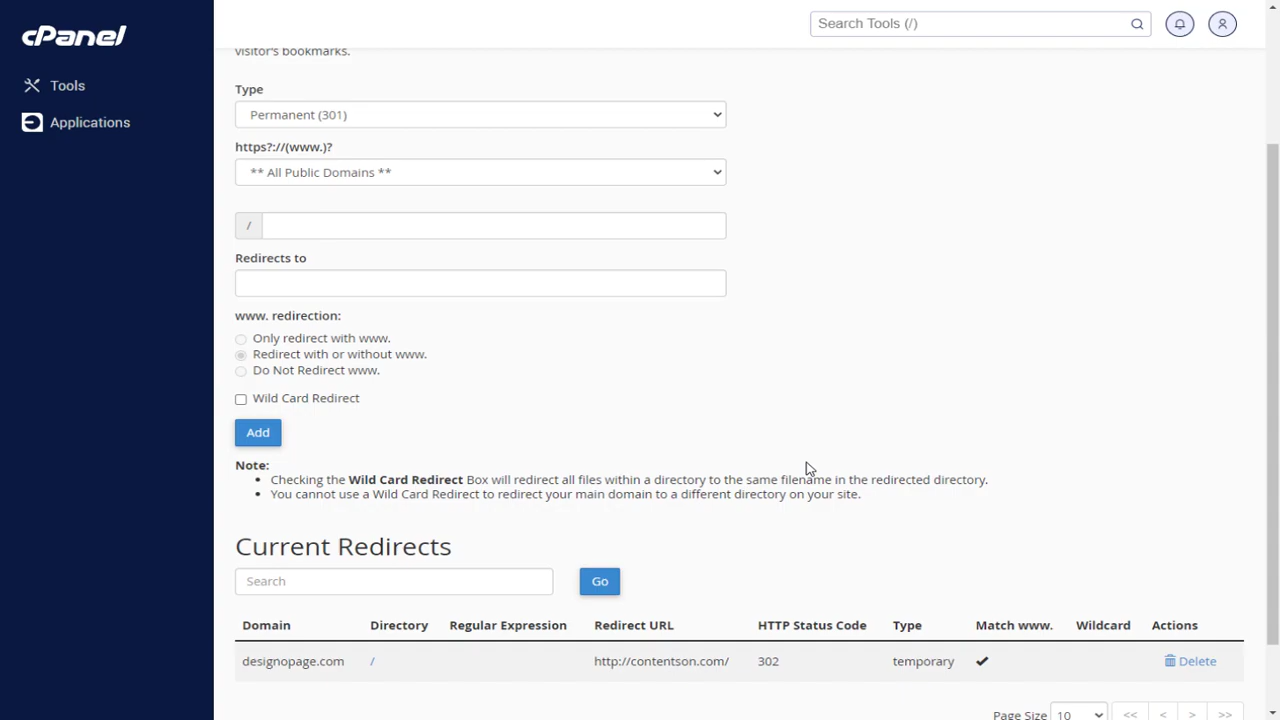 cPanel
Search Tools (/)
Tools
Applications
visitor's bookmarks.
Type
Permanent (301)
https?://(www.)?
** All Public Domains **
/
Redirects to
www. redirection:
Only redirect with www.
Redirect with or without www.
Do Not Redirect www.
Wild Card Redirect
Add
Note:
Checking the Wild Card Redirect Box will redirect all files within a directory to the same filename in the redirected directory.
You cannot use a Wild Card Redirect to redirect your main domain to a different directory on your site.
Current Redirects
Search Go
Domain Directory Regular Expression Redirect URL HTTP Status Code Type Match www. Wildcard Actions
designopage.com / http://contentson.com/ 302 temporary ✔ Delete
Page Size 10 << < > >>